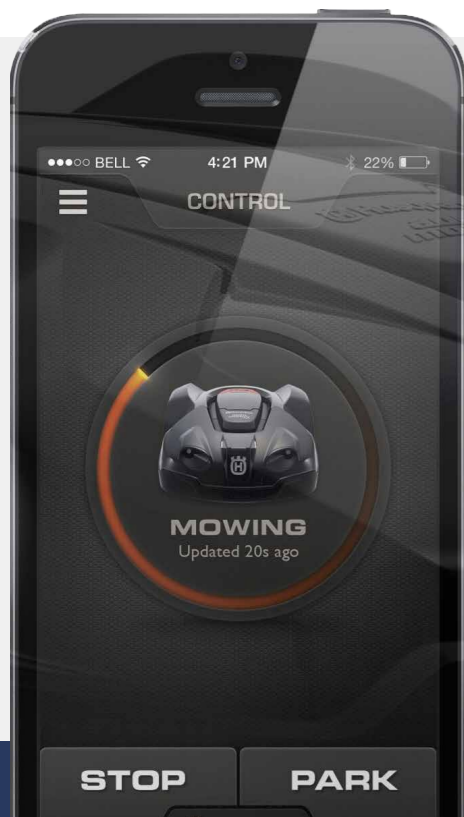 ●●●○○ BELL 4:21 PM 22%
CONTROL
MOWING
Updated 20s ago
STOP
PARK